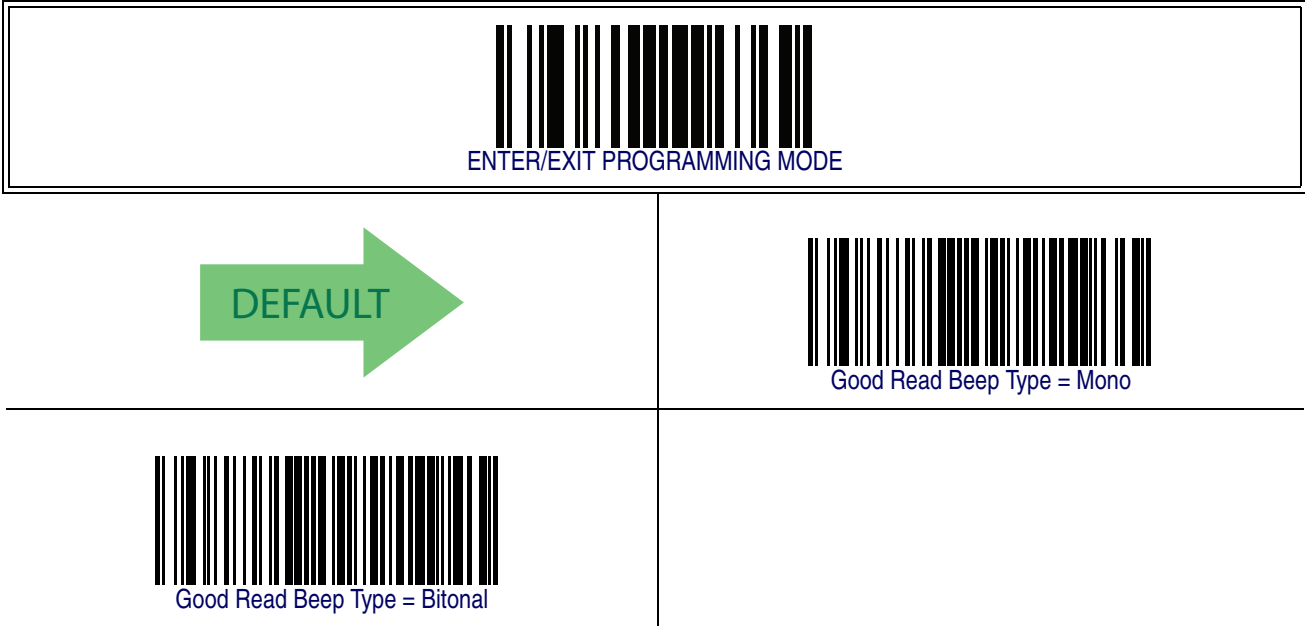 ENTER/EXIT PROGRAMMING MODE
DEFAULT
Good Read Beep Type = Mono
Good Read Beep Type = Bitonal